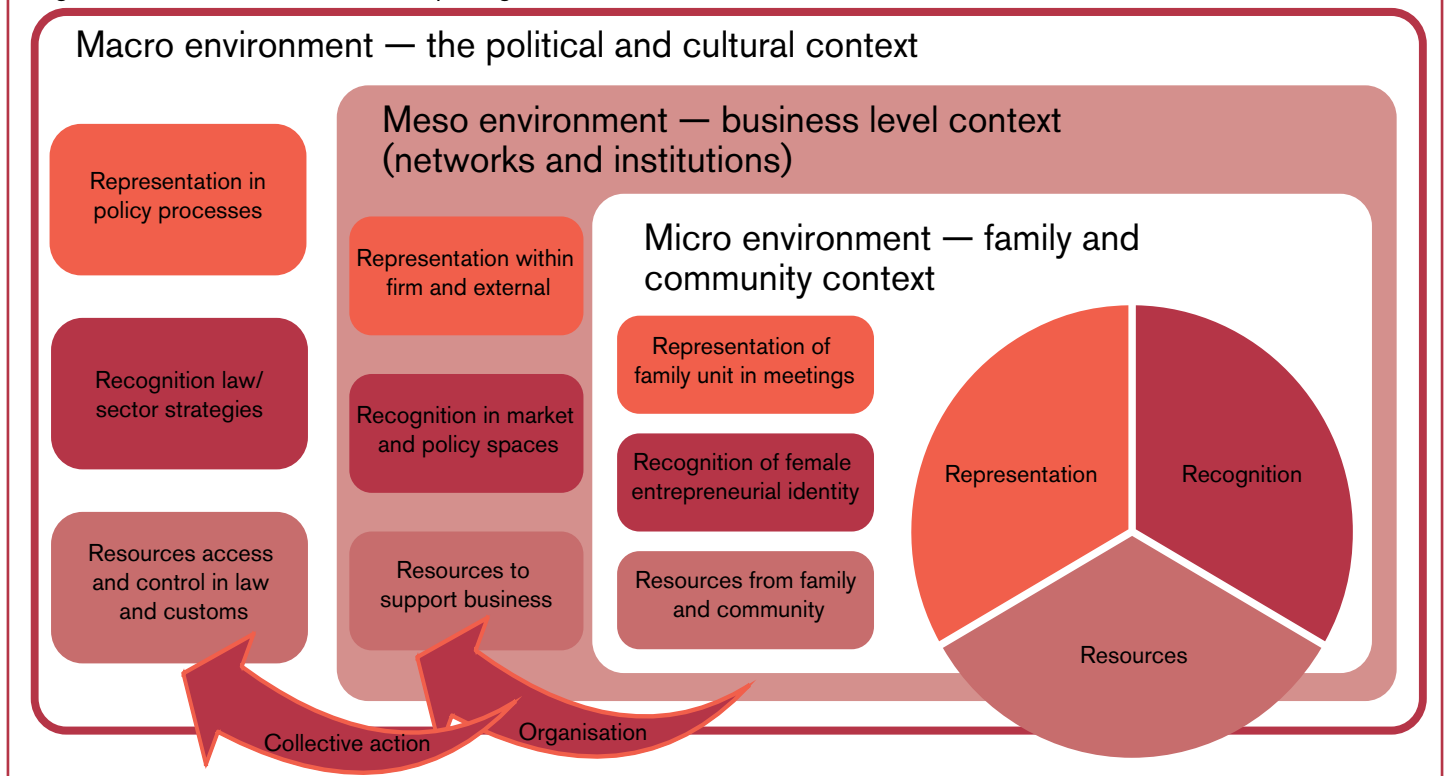 Macro environment — the political and cultural context
Meso environment — business level context
(networks and institutions)
Micro environment — family and
community context
Representation in
policy processes
Recognition law/
sector strategies
Resources access
and control in law
and customs
Representation within
firm and external
Recognition in market
and policy spaces
Resources to
support business
Representation of
family unit in meetings
Recognition of female
entrepreneurial identity
Resources from family
and community
Representation
Recognition
Resources
Collective action
Organisation